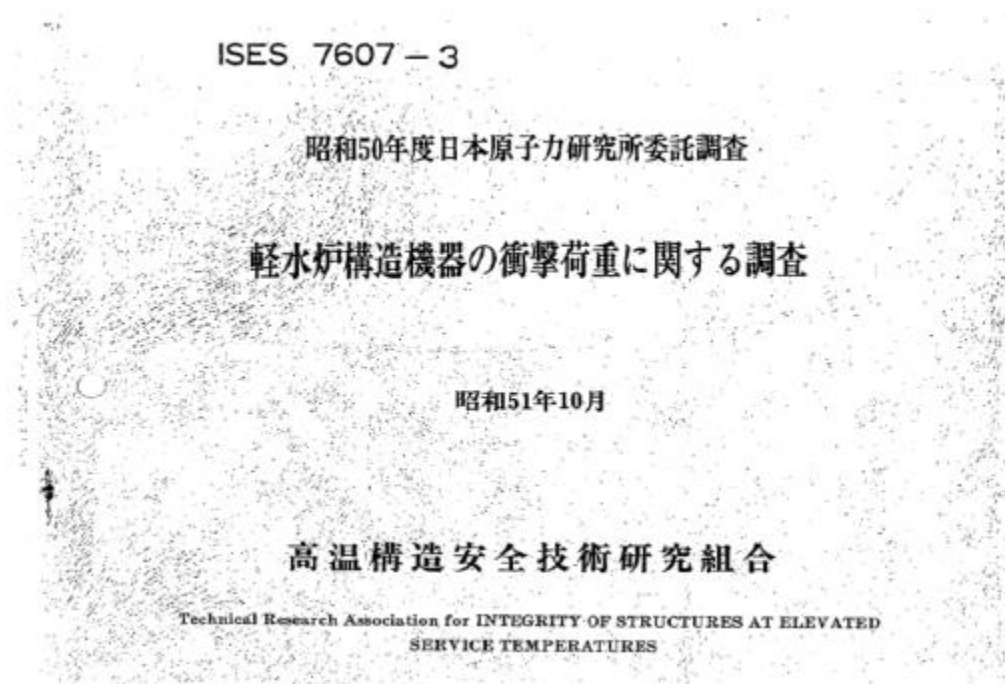 ISES 7607-3
昭和50年度日本原子力研究所委託調査
軽水炉構造機器の衝撃荷重に関する調査
昭和51年10月
高温構造安全技術研究組合
Technical Research Association for INTEGRITY OF STRUCTURES AT ELEVATED
SERVICE TEMPERATURES